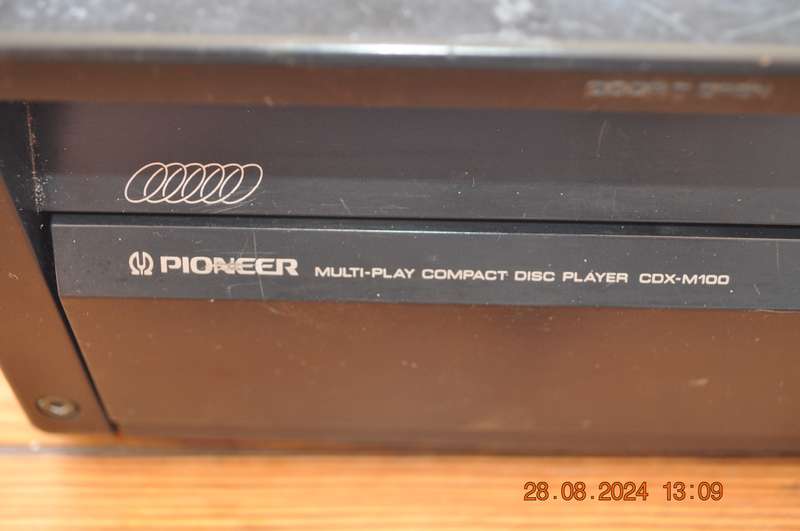 PIONEER MULTI-PLAY COMPACT DISC PLAYER CDX-M100
28.08.2024 13:09